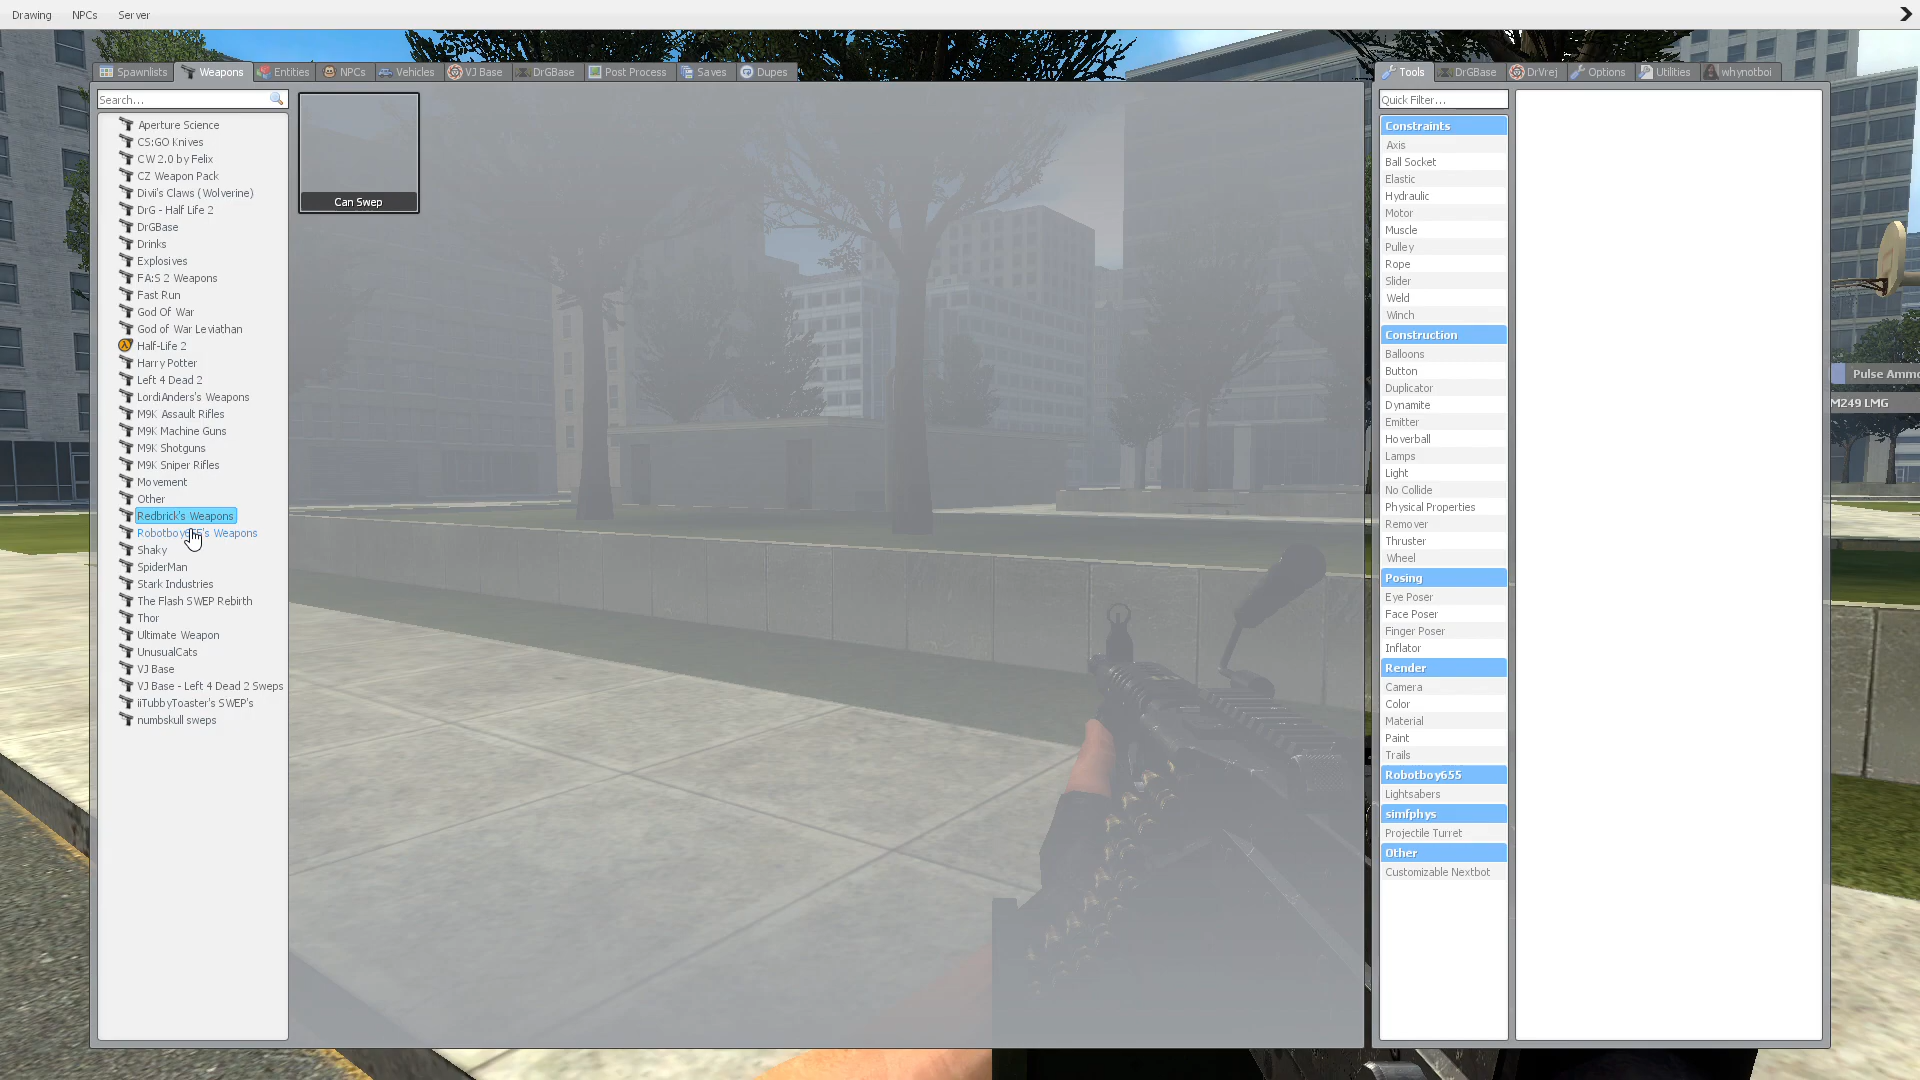 Drawing NPCs Server
Spawnlists Weapons Entities NPCs Vehicles VJ Base DrGBase Post Process Saves Dupes
Search...
Aperture Science
CS:GO Knives
CW 2.0 by Felix
CZ Weapon Pack
Divii's Claws (Wolverine)
DrG - Half Life 2
DrGBase
Drinks
Explosives
FA:S 2 Weapons
Fast Run
God Of War
God of War Leviathan
Half-Life 2
Harry Potter
Left 4 Dead 2
LordiAnders's Weapons
M9K Assault Rifles
M9K Machine Guns
M9K Shotguns
M9K Sniper Rifles
Movement
Other
Redbrick's Weapons
Robotboy655's Weapons
Shaky
SpiderMan
Stark Industries
The Flash SWEP Rebirth
Thor
Ultimate Weapon
UnusualCats
VJ Base
VJ Base - Left 4 Dead 2 Sweps
iiTubbyToaster's SWEP's
numbskull sweps
Can Swep
Tools DrGBase DrVrej Options Utilities whynotboi
Quick Filter...
Constraints
Axis
Ball Socket
Elastic
Hydraulic
Motor
Muscle
Pulley
Rope
Slider
Weld
Winch
Construction
Balloons
Button
Duplicator
Dynamite
Emitter
Hoverball
Lamps
Light
No Collide
Physical Properties
Remover
Thruster
Wheel
Posing
Eye Poser
Face Poser
Finger Poser
Inflator
Render
Camera
Color
Material
Paint
Trails
Robotboy655
Lightsabers
simfphys
Projectile Turret
Other
Customizable Nextbot
Pulse Ammo
M249 LMG